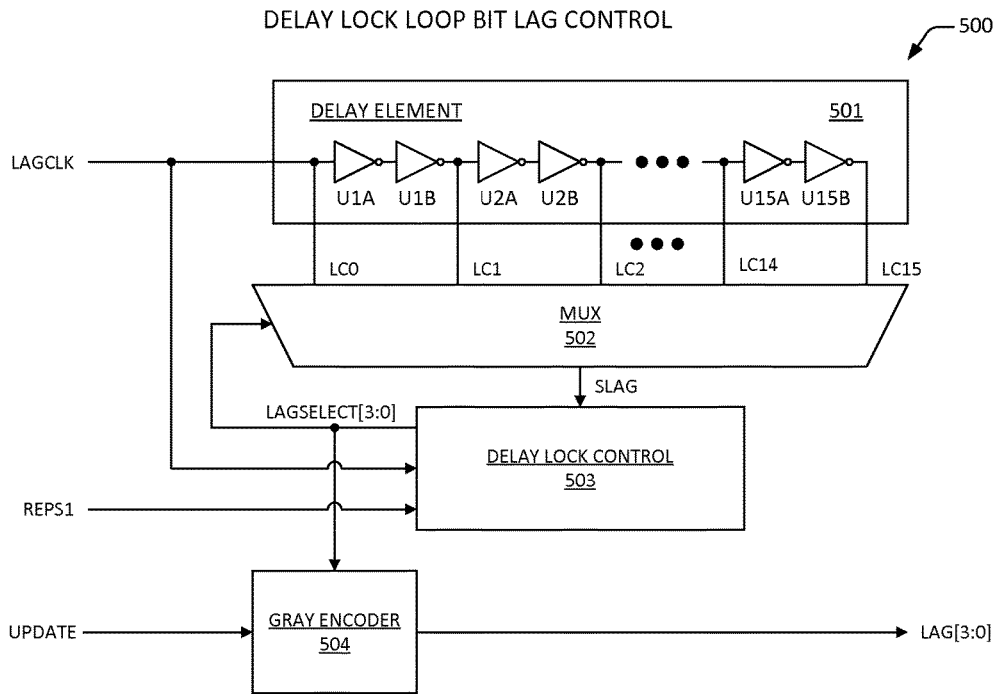 DELAY LOCK LOOP BIT LAG CONTROL
500
DELAY ELEMENT
501
LAGCLK
U1A
U1B
U2A
U2B
U15A
U15B
LC0
LC1
LC2
LC14
LC15
MUX
502
SLAG
LAGSELECT[3:0]
DELAY LOCK CONTROL
503
REPS1
GRAY ENCODER
504
UPDATE
LAG[3:0]